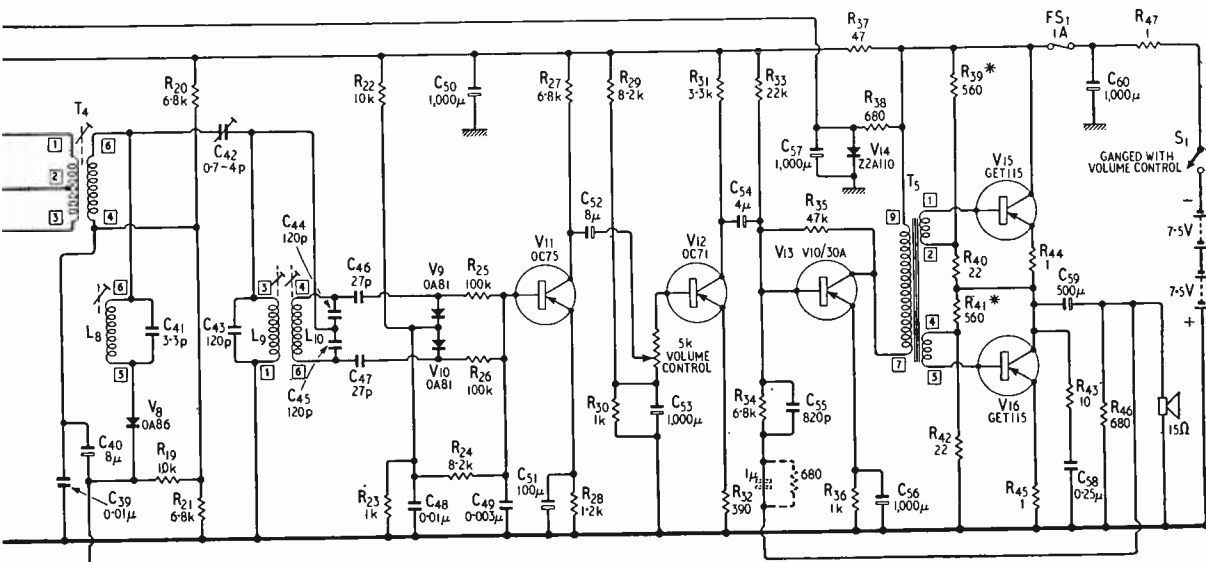 R37
47
FS1
1A
R47
1
R20
6·8k
R22
10k
C50
1,000μ
R27
6·8k
R29
8·2k
R31
3·3k
R33
22k
R38
680
R39*
560
C60
1,000μ
S1
GANGED WITH
VOLUME CONTROL
T4
1
2
3
6
4
C42
0·7-4p
C57
1,000μ
V14
Z2A110
T5
9
7
1
2
4
5
V15
GET115
-
7·5V
7·5V
+
C44
120p
C46
27p
V9
OA81
R25
100k
V11
OC75
C52
8μ
V12
OC71
C54
4μ
R35
47k
V13 V10/30A
R40
22
R44
1
C59
500μ
R41*
560
L8
6
5
C41
3·3p
C43
120p
L9
3
1
L10
4
6
C45
120p
C47
27p
V10
OA81
R26
100k
5k
VOLUME
CONTROL
V16
GET115
R43
10
R46
680
15Ω
V8
OA86
R30
1k
C53
1,000μ
R34
6·8k
C55
820p
R42
22
C40
8μ
R19
10k
R24
8·2k
C39
0·01μ
R21
6·8k
R23
1k
C48
0·01μ
C49
0·003μ
C51
100μ
R28
1·2k
R32
390
1μ
680
R36
1k
C56
1,000μ
R45
1
C58
0·25μ